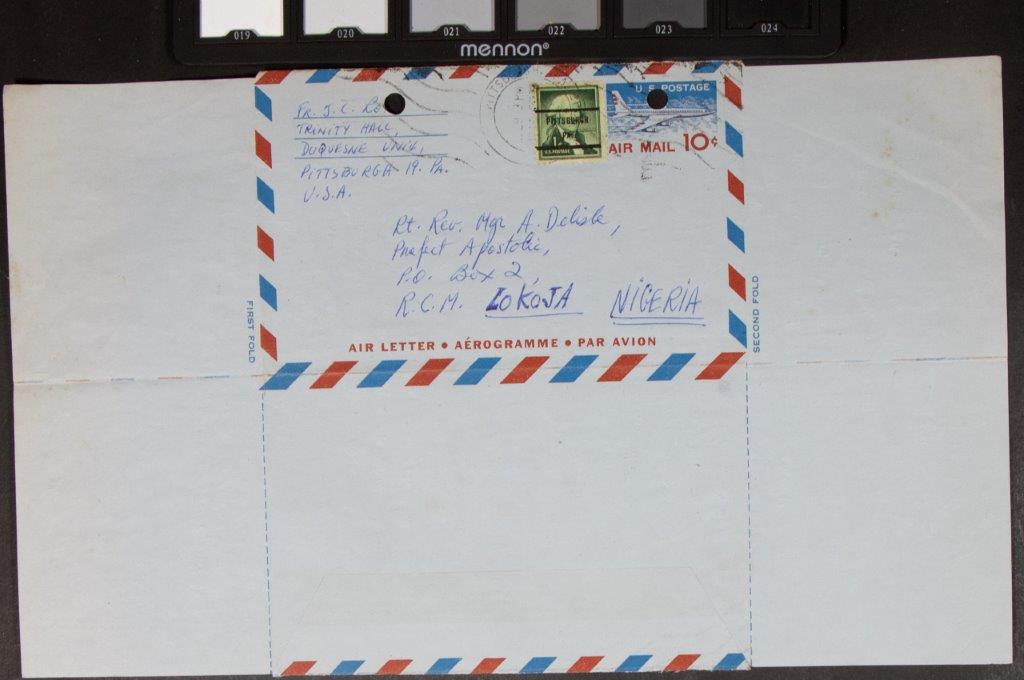 019 020 021 022 023 024
mennon®
Fr. J. C.
TRINITY HALL,
DUQUESNE UNIV.,
PITTSBURGH 19. PA.
U.S.A.
PITTSBURGH
PA.
U.S. POSTAGE
U.S. POSTAGE
AIR MAIL 10¢
Rt. Rev. Mgr A. Delisle,
Prefect Apostolic,
P.O. Box 2,
R.C.M. LOKOJA NIGERIA
FIRST FOLD
SECOND FOLD
AIR LETTER • AÉROGRAMME • PAR AVION